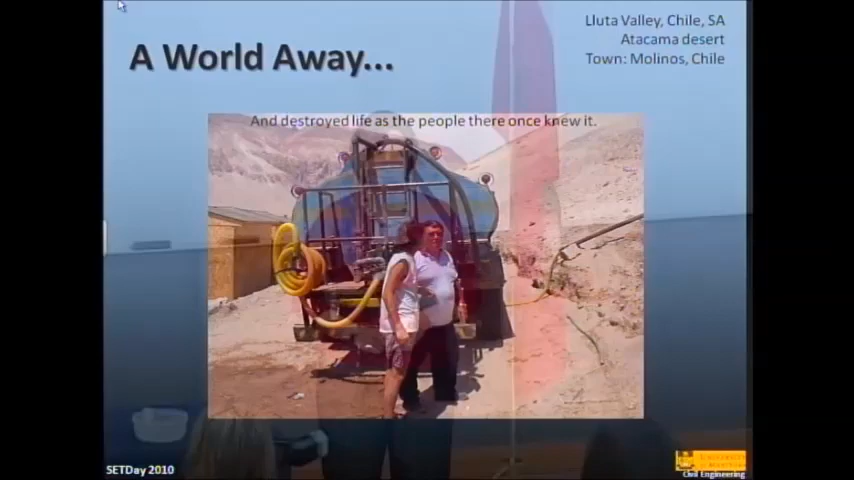 Lluta Valley, Chile, SA
Atacama desert
Town: Molinos, Chile
A World Away...
And destroyed life as the people there once knew it.
SETDay 2010
Civil Engineering